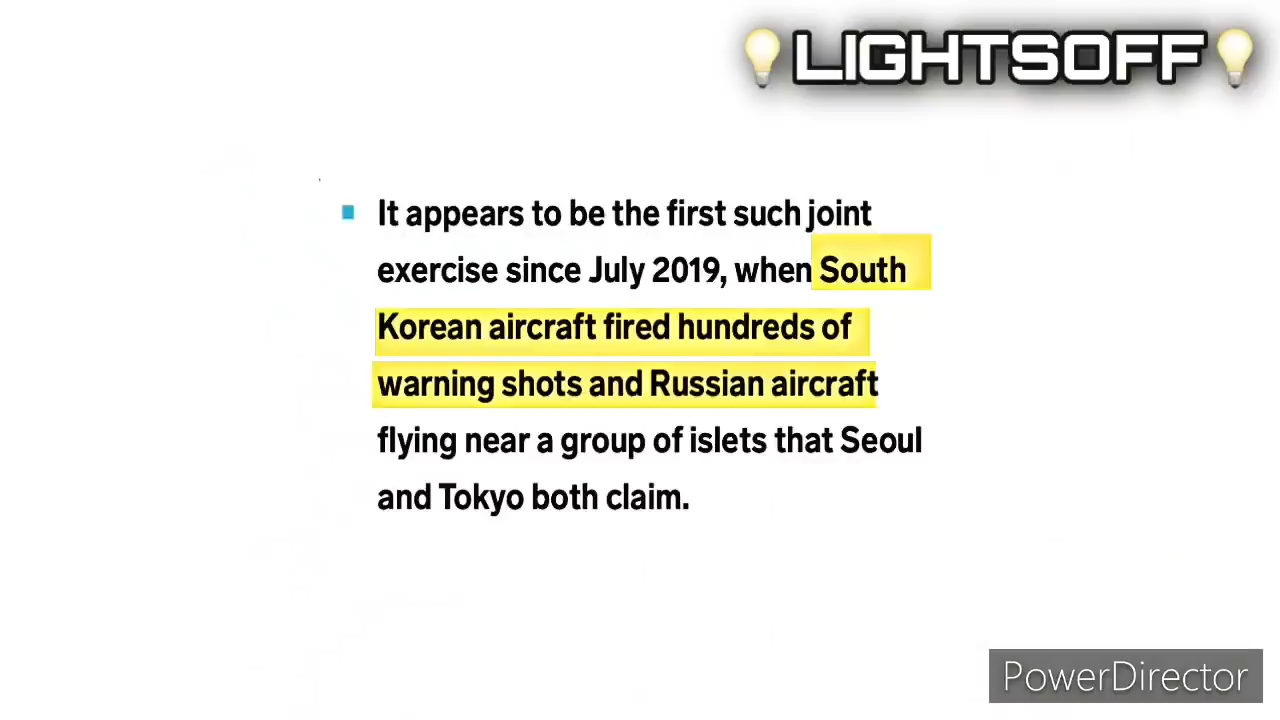 LIGHTSOFF
It appears to be the first such joint
exercise since July 2019, when South
Korean aircraft fired hundreds of
warning shots and Russian aircraft
flying near a group of islets that Seoul
and Tokyo both claim.
PowerDirector